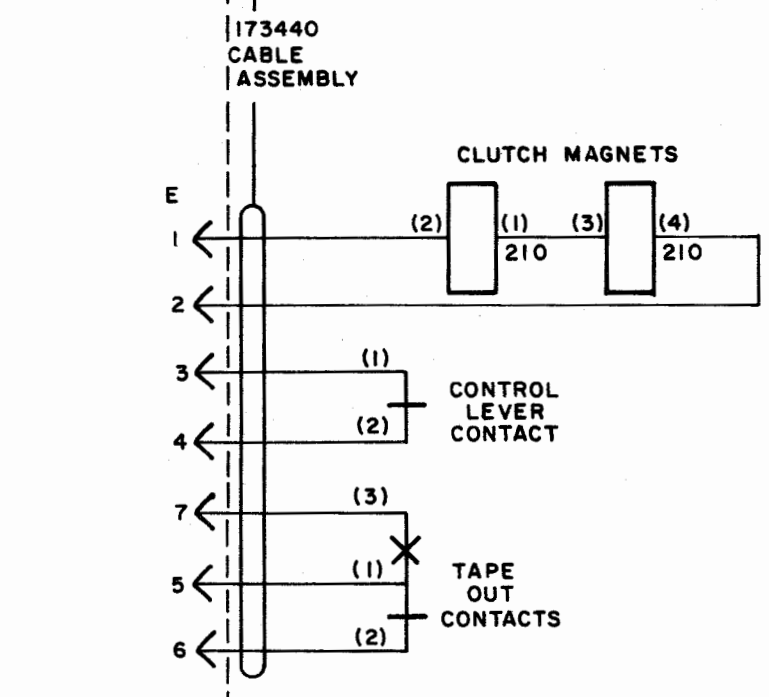 173440
CABLE
ASSEMBLY
CLUTCH MAGNETS
E
1 (2) (1) (3) (4)
210 210
2
3 (1)
CONTROL
LEVER
CONTACT
4 (2)
7 (3)
5 (1)
TAPE
OUT
CONTACTS
6 (2)